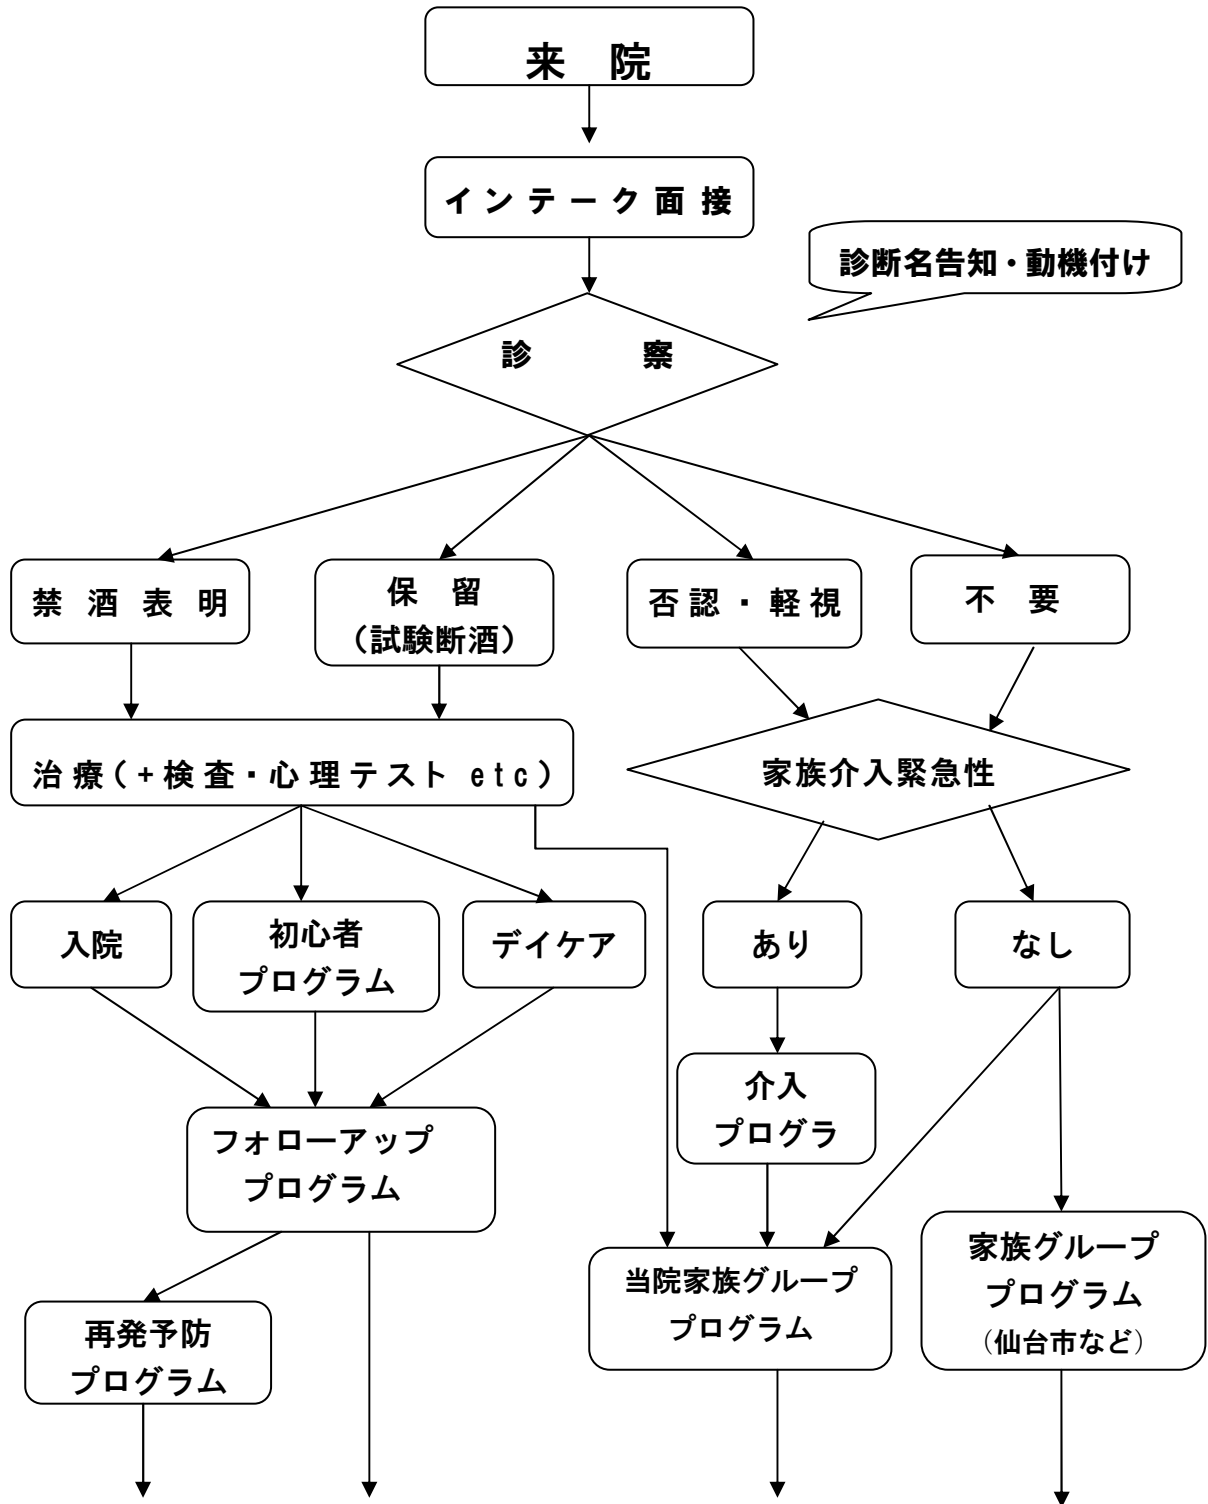 来 院
インテーク面接
診断名告知・動機付け
診 察
禁酒表明
保 留
（試験断酒）
否認・軽視
不 要
治療(+検査・心理テスト etc)
家族介入緊急性
入院
初心者
プログラム
デイケア
あり
なし
介入
プログラ
フォローアップ
プログラム
当院家族グループ
プログラム
家族グループ
プログラム
（仙台市など）
再発予防
プログラム